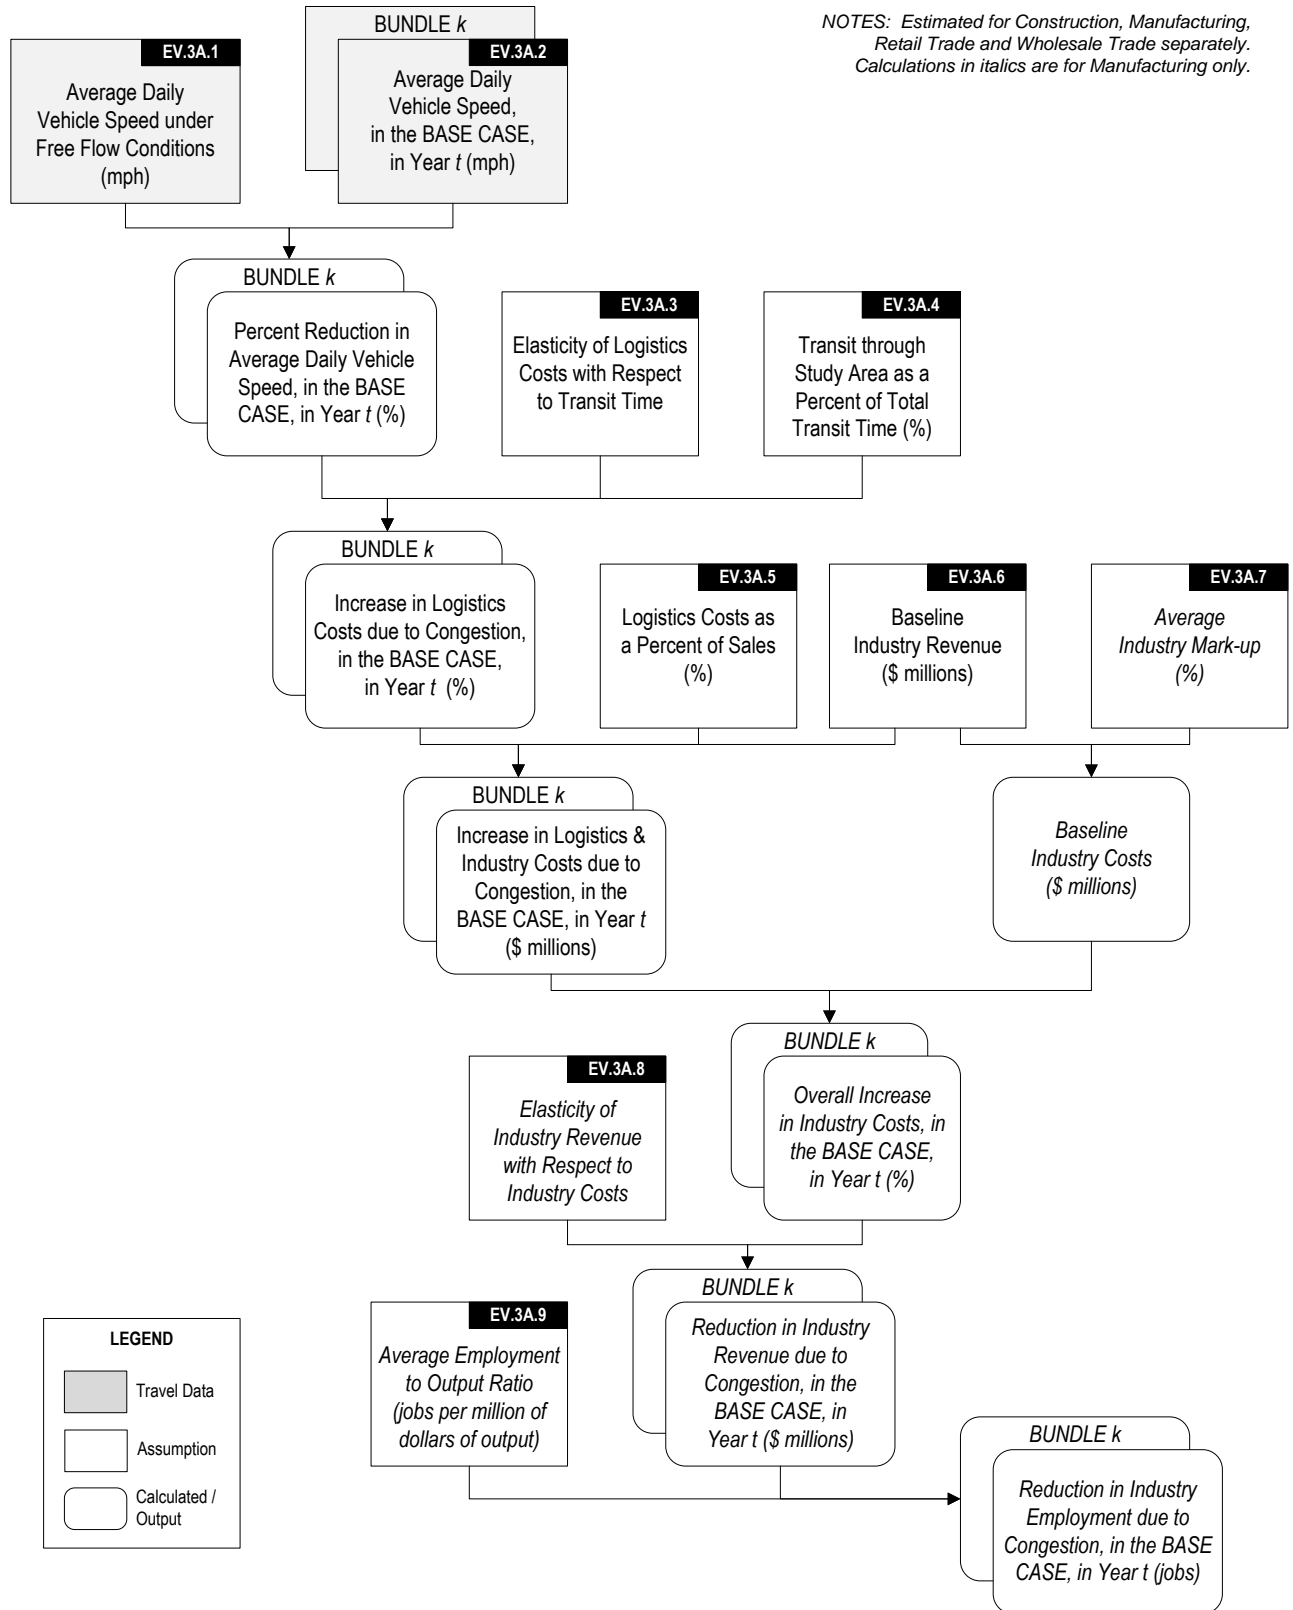 NOTES: Estimated for Construction, Manufacturing,
Retail Trade and Wholesale Trade separately.
Calculations in italics are for Manufacturing only.
EV.3A.1
Average Daily
Vehicle Speed under
Free Flow Conditions
(mph)
BUNDLE k
EV.3A.2
Average Daily
Vehicle Speed,
in the BASE CASE,
in Year t (mph)
BUNDLE k
Percent Reduction in
Average Daily Vehicle
Speed, in the BASE
CASE, in Year t (%)
EV.3A.3
Elasticity of Logistics
Costs with Respect
to Transit Time
EV.3A.4
Transit through
Study Area as a
Percent of Total
Transit Time (%)
BUNDLE k
Increase in Logistics
Costs due to Congestion,
in the BASE CASE,
in Year t (%)
EV.3A.5
Logistics Costs as
a Percent of Sales
(%)
EV.3A.6
Baseline
Industry Revenue
($ millions)
EV.3A.7
Average
Industry Mark-up
(%)
BUNDLE k
Increase in Logistics &
Industry Costs due to
Congestion, in the
BASE CASE, in Year t
($ millions)
Baseline
Industry Costs
($ millions)
EV.3A.8
Elasticity of
Industry Revenue
with Respect to
Industry Costs
BUNDLE k
Overall Increase
in Industry Costs, in
the BASE CASE,
in Year t (%)
EV.3A.9
Average Employment
to Output Ratio
(jobs per million of
dollars of output)
BUNDLE k
Reduction in Industry
Revenue due to
Congestion, in the
BASE CASE, in
Year t ($ millions)
BUNDLE k
Reduction in Industry
Employment due to
Congestion, in the BASE
CASE, in Year t (jobs)
LEGEND
Travel Data
Assumption
Calculated /
Output